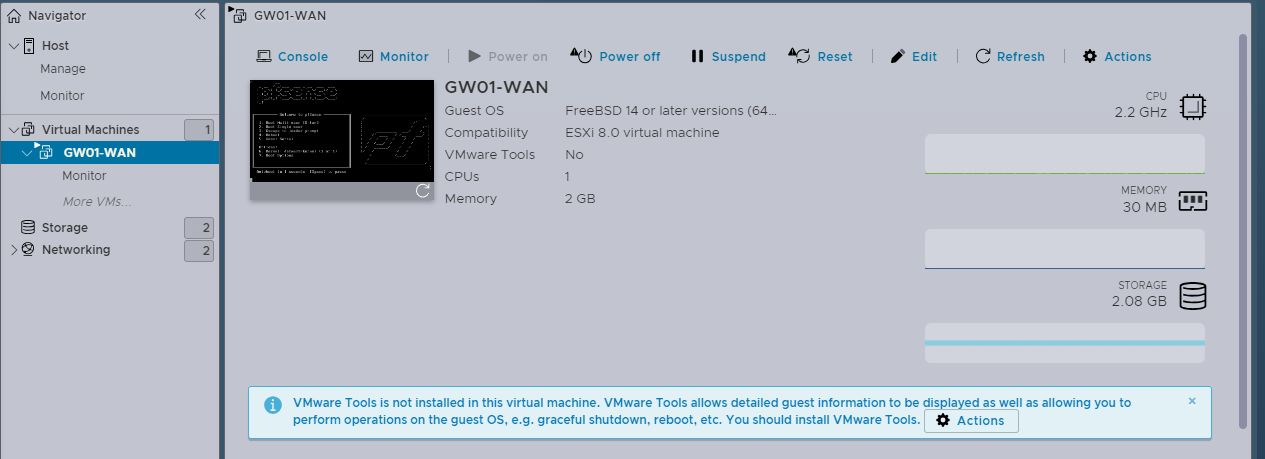 Navigator
Host
Manage
Monitor
Virtual Machines 1
GW01-WAN
Monitor
More VMs...
Storage 2
Networking 2
GW01-WAN
Console Monitor Power on Power off Suspend Reset Edit Refresh Actions
pfSense
Welcome to pfSense
GW01-WAN
Guest OS FreeBSD 14 or later versions (64...
Compatibility ESXi 8.0 virtual machine
VMware Tools No
CPUs 1
Memory 2 GB
CPU
2.2 GHz
MEMORY
30 MB
STORAGE
2.08 GB
VMware Tools is not installed in this virtual machine. VMware Tools allows detailed guest information to be displayed as well as allowing you to
perform operations on the guest OS, e.g. graceful shutdown, reboot, etc. You should install VMware Tools. Actions